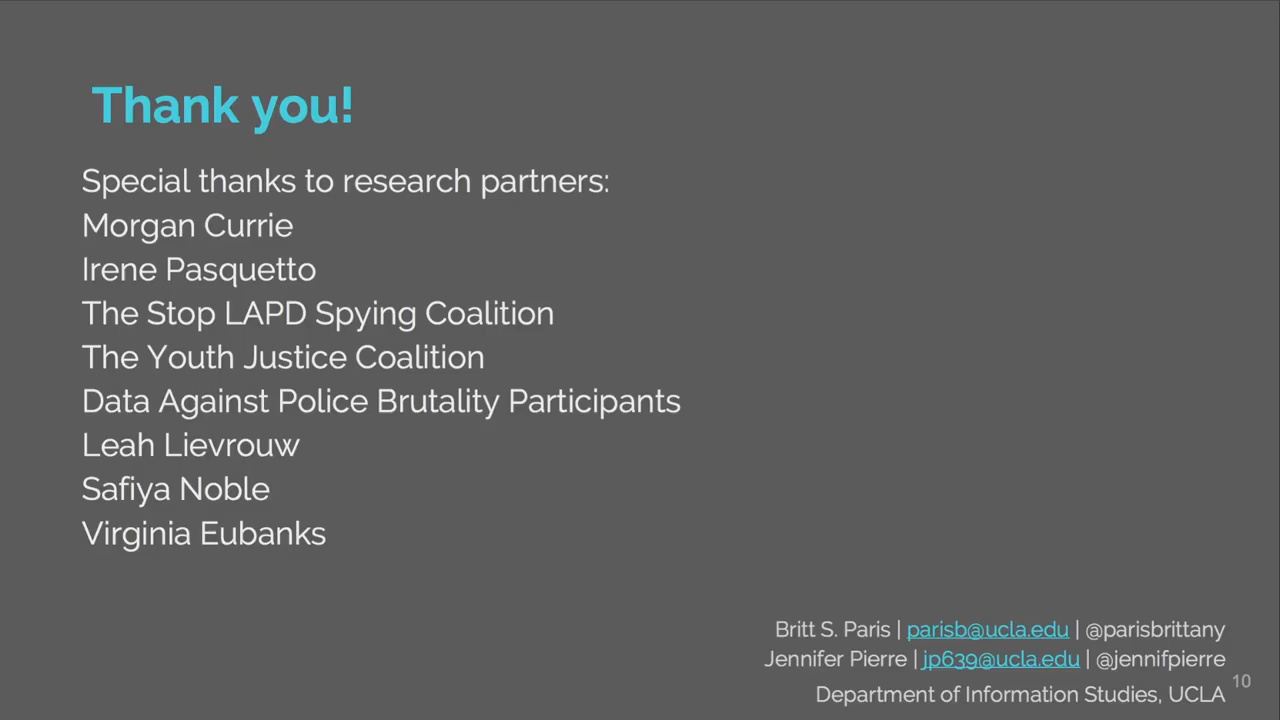 Thank you!
Special thanks to research partners:
Morgan Currie
Irene Pasquetto
The Stop LAPD Spying Coalition
The Youth Justice Coalition
Data Against Police Brutality Participants
Leah Lievrouw
Safiya Noble
Virginia Eubanks
Britt S. Paris | parisb@ucla.edu | @parisbrittany
Jennifer Pierre | jp639@ucla.edu | @jennifpierre
Department of Information Studies, UCLA
10